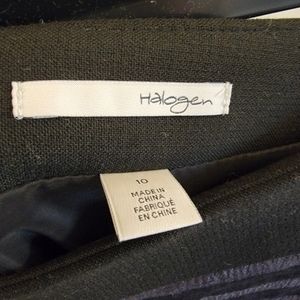 Halogen
10
MADE IN
CHINA
FABRIQUÉ
EN CHINE